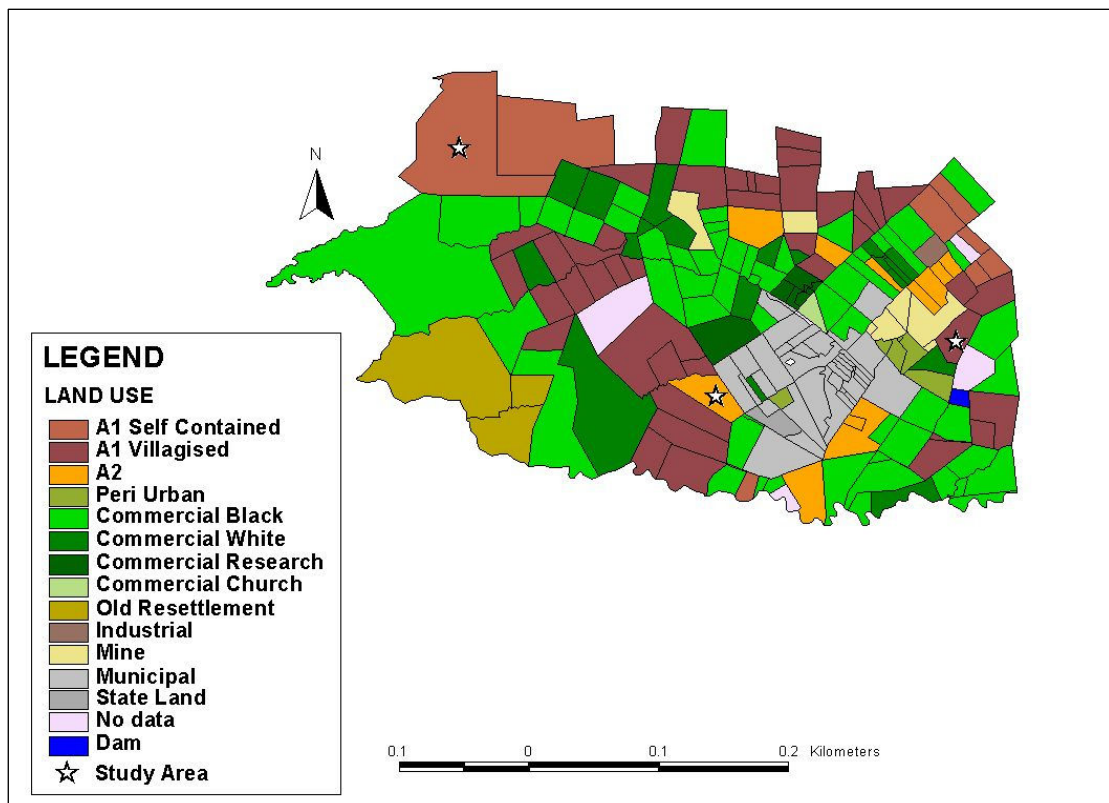 N
LEGEND
LAND USE
A1 Self Contained
A1 Villagised
A2
Peri Urban
Commercial Black
Commercial White
Commercial Research
Commercial Church
Old Resettlement
Industrial
Mine
Municipal
State Land
No data
Dam
Study Area
0.1 0 0.1 0.2 Kilometers